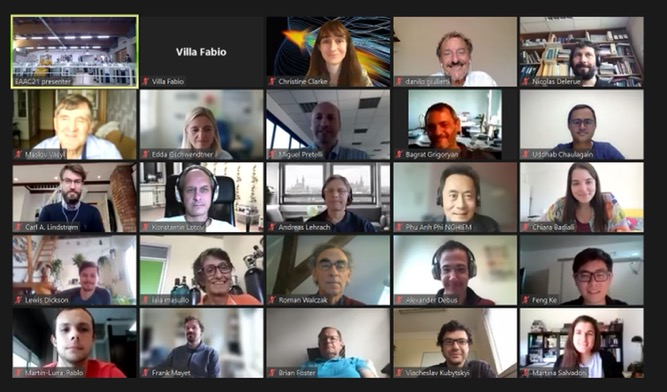 EAAC21 presenter
Villa Fabio
Villa Fabio
Christine Clarke
danilo giulietti
Nicolas Delerue
Maslov Vasyl
Edda Gschwendtner
Miguel Pretelli
Bagrat Grigoryan
Uddhab Chaulagain
Carl A. Lindstrøm
Konstantin Lotov
Andreas Lehrach
Phu Anh Phi NGHIEM
Chiara Badiali
Lewis Dickson
iaia masullo
Roman Walczak
Alexander Debus
Feng Ke
Martin-Luna, Pablo
Frank Mayet
Brian Foster
Viacheslav Kubytskyi
Martina Salvadori